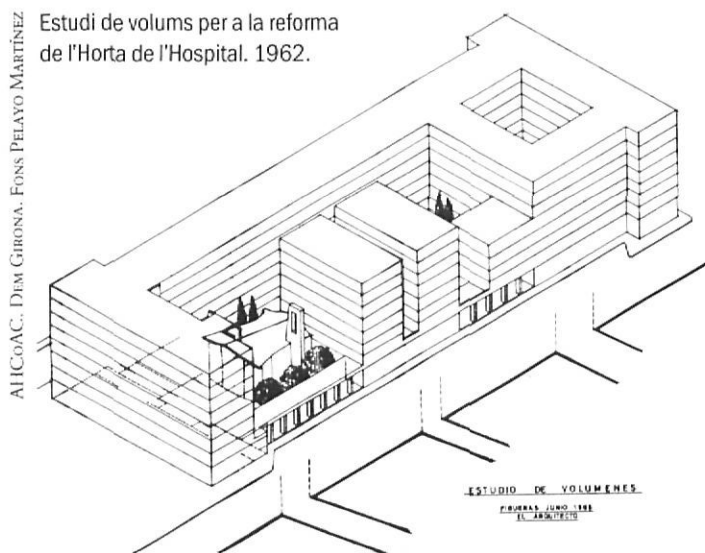 Estudi de volums per a la reforma
de l'Horta de l'Hospital. 1962.
AHCOAC. DEM GIRONA. FONS PELAYO MARTÍNEZ
ESTUDIO DE VOLUMENES
FIGUERAS JUNIO
EL ARQUITECTO